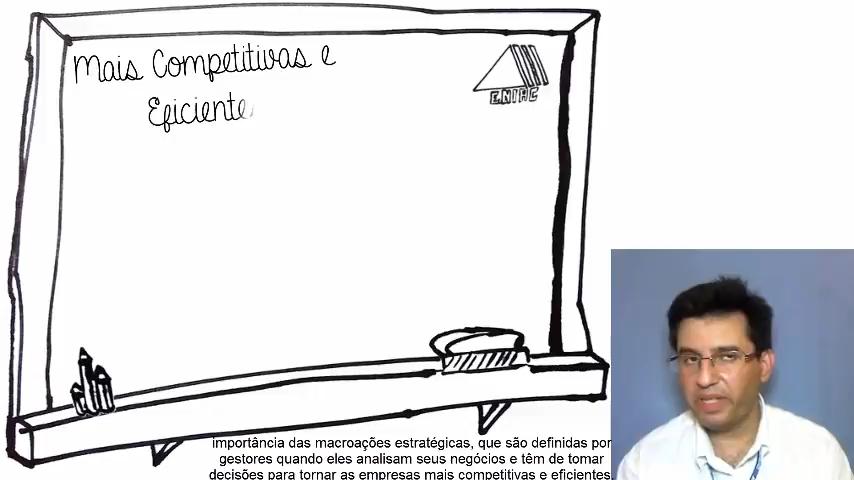 Mais Competitivas e
Eficiente
ENIAC
importância das macroações estratégicas, que são definidas por
gestores quando eles analisam seus negócios e têm de tomar
decisões para tornar as empresas mais competitivas e eficientes.